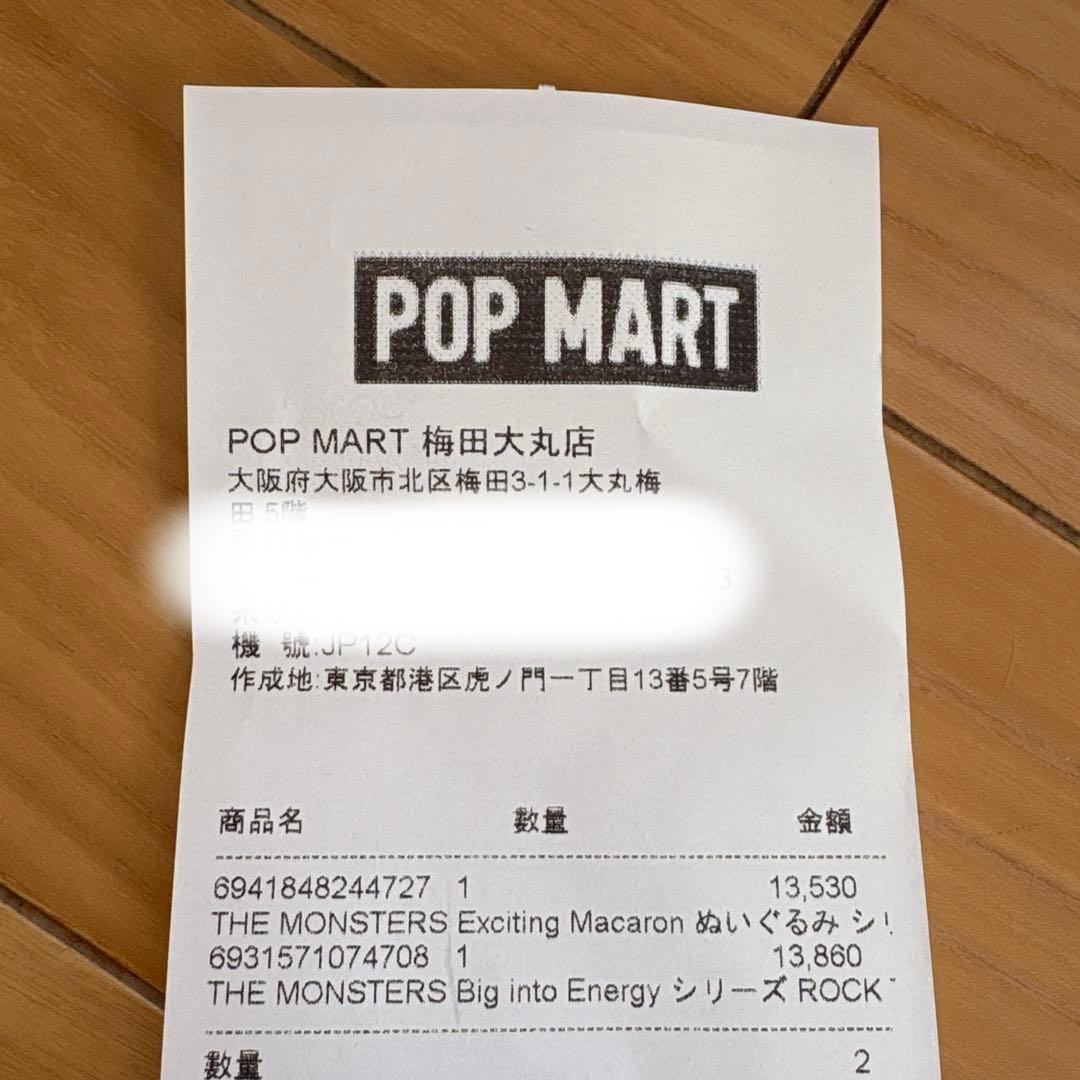 POP MART
POP MART 梅田大丸店
大阪府大阪市北区梅田3-1-1大丸梅
田 5階
23
機 號:JP12C
作成地:東京都港区虎ノ門一丁目13番5号7階
商品名 数量 金額
6941848244727 1 13,530
THE MONSTERS Exciting Macaron ぬいぐるみ シリ
6931571074708 1 13,860
THE MONSTERS Big into Energy シリーズ ROCK
数量 2